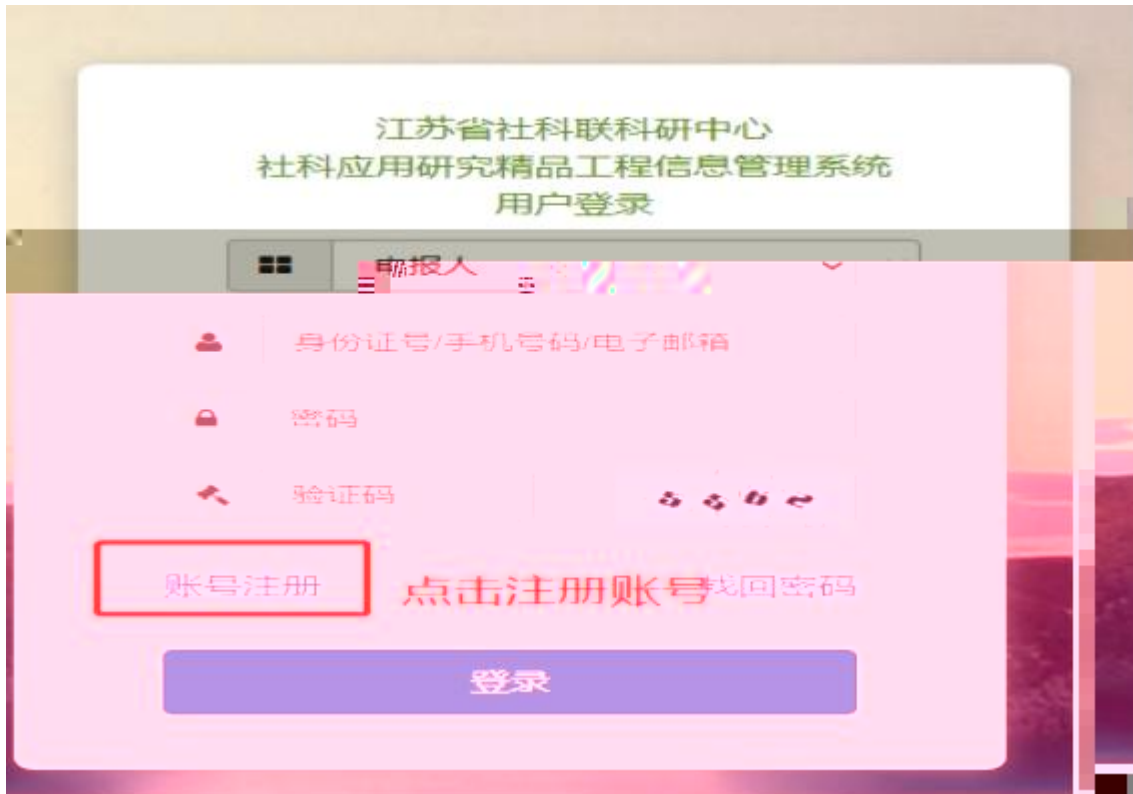 江苏省社科联科研中心
社科应用研究精品工程信息管理系统
用户登录
申报人
身份证号/手机号码/电子邮箱
密码
验证码
账号注册
点击注册账号
找回密码
登录